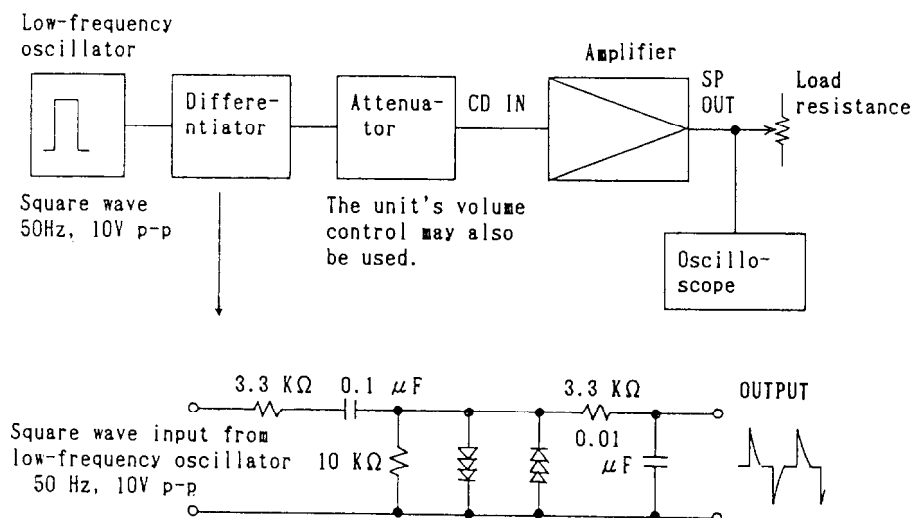 Low-frequency
oscillator
Differe-
ntiator
Attenua-
tor
CD IN
Amplifier
SP
OUT
Load
resistance
Square wave
50Hz, 10V p-p
The unit's volume
control may also
be used.
Oscillo-
scope
3.3 KΩ
0.1 μF
3.3 KΩ
OUTPUT
Square wave input from
low-frequency oscillator
50 Hz, 10V p-p
10 KΩ
0.01
μF